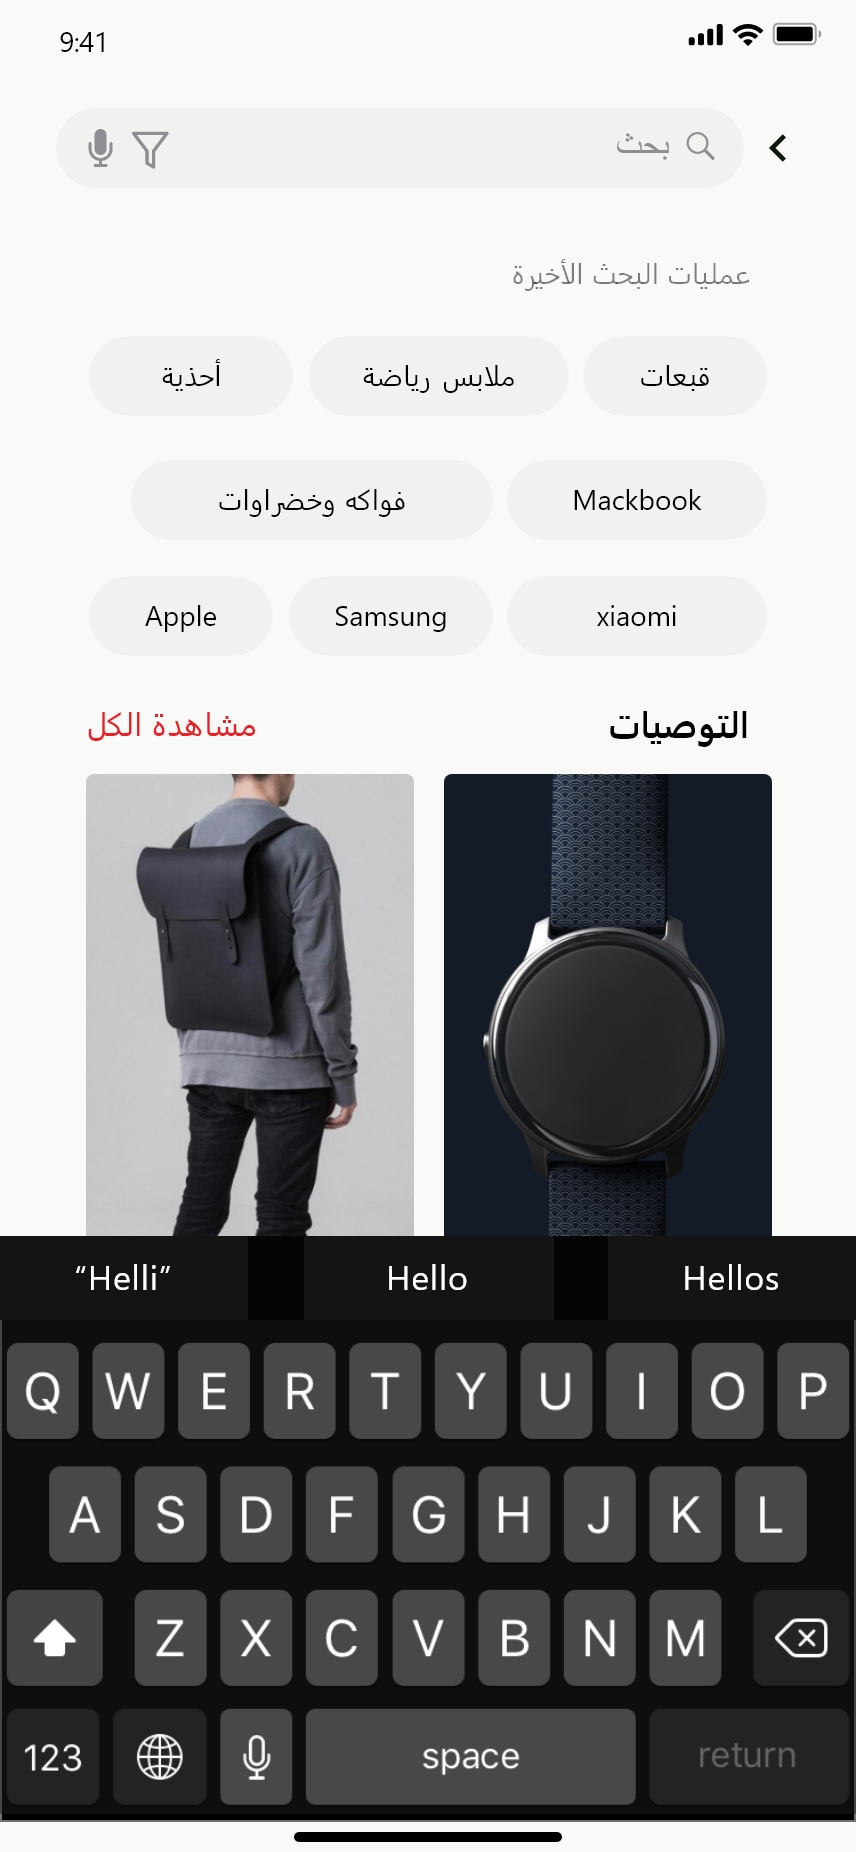 9:41
بحث
عمليات البحث الأخيرة
قبعات
ملابس رياضة
أحذية
Mackbook
فواكه وخضراوات
xiaomi
Samsung
Apple
التوصيات
مشاهدة الكل
“Helli”
Hello
Hellos
Q W E R T Y U I O P
A S D F G H J K L
Z X C V B N M
123
space
return